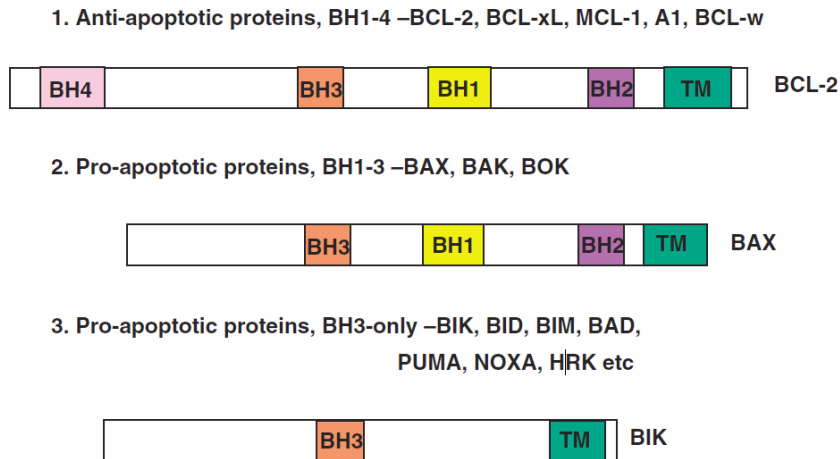 1. Anti-apoptotic proteins, BH1-4 –BCL-2, BCL-xL, MCL-1, A1, BCL-w
BH4 BH3 BH1 BH2 TM BCL-2
2. Pro-apoptotic proteins, BH1-3 –BAX, BAK, BOK
BH3 BH1 BH2 TM BAX
3. Pro-apoptotic proteins, BH3-only –BIK, BID, BIM, BAD,
PUMA, NOXA, HRK etc
BH3 TM BIK